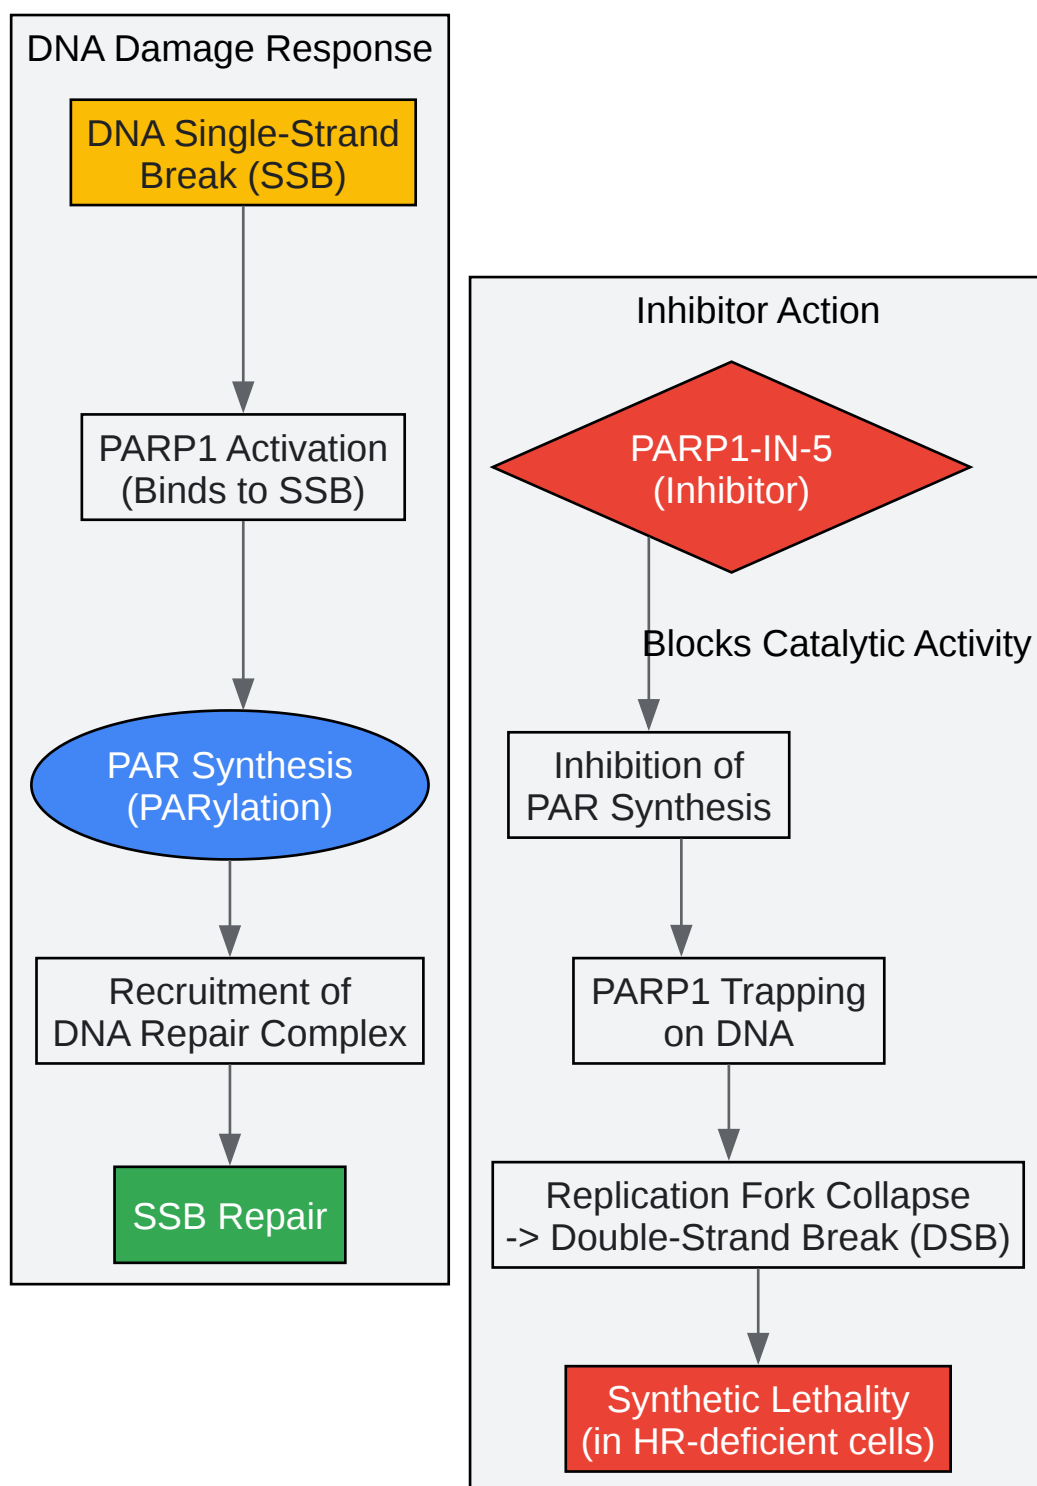 DNA Damage Response
DNA Single-Strand
Break (SSB)
PARP1 Activation
(Binds to SSB)
PAR Synthesis
(PARylation)
Recruitment of
DNA Repair Complex
SSB Repair
Inhibitor Action
PARP1-IN-5
(Inhibitor)
Blocks Catalytic Activity
Inhibition of
PAR Synthesis
PARP1 Trapping
on DNA
Replication Fork Collapse
-> Double-Strand Break (DSB)
Synthetic Lethality
(in HR-deficient cells)